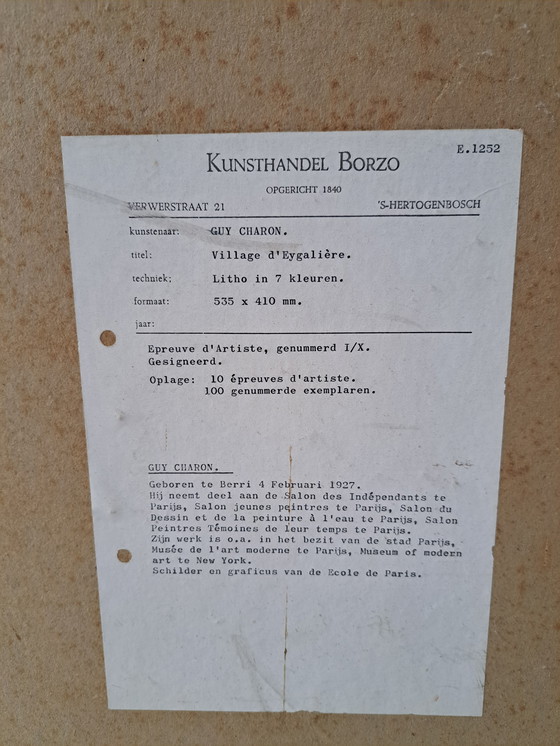 E.1252
KUNSTHANDEL BORZO
OPGERICHT 1840
VERWERSTRAAT 21 'S-HERTOGENBOSCH
kunstenaar: GUY CHARON.
titel: Village d'Eygalière.
techniek: Litho in 7 kleuren.
formaat: 535 x 410 mm.
jaar:
Epreuve d'Artiste, genummerd I/X.
Gesigneerd.
Oplage: 10 épreuves d'artiste.
100 genummerde exemplaren.
GUY CHARON.
Geboren te Berri 4 Februari 1927.
Hij neemt deel aan de Salon des Indépendants te
Parijs, Salon jeunes peintres te Parijs, Salon du
Dessin et de la peinture à l'eau te Parijs, Salon
Peintres Témoines de leur temps te Parijs.
Zijn werk is o.a. in het bezit van de stad Parijs,
Musée de l'art moderne te Parijs, Museum of modern
art te New York.
Schilder en graficus van de Ecole de Paris.